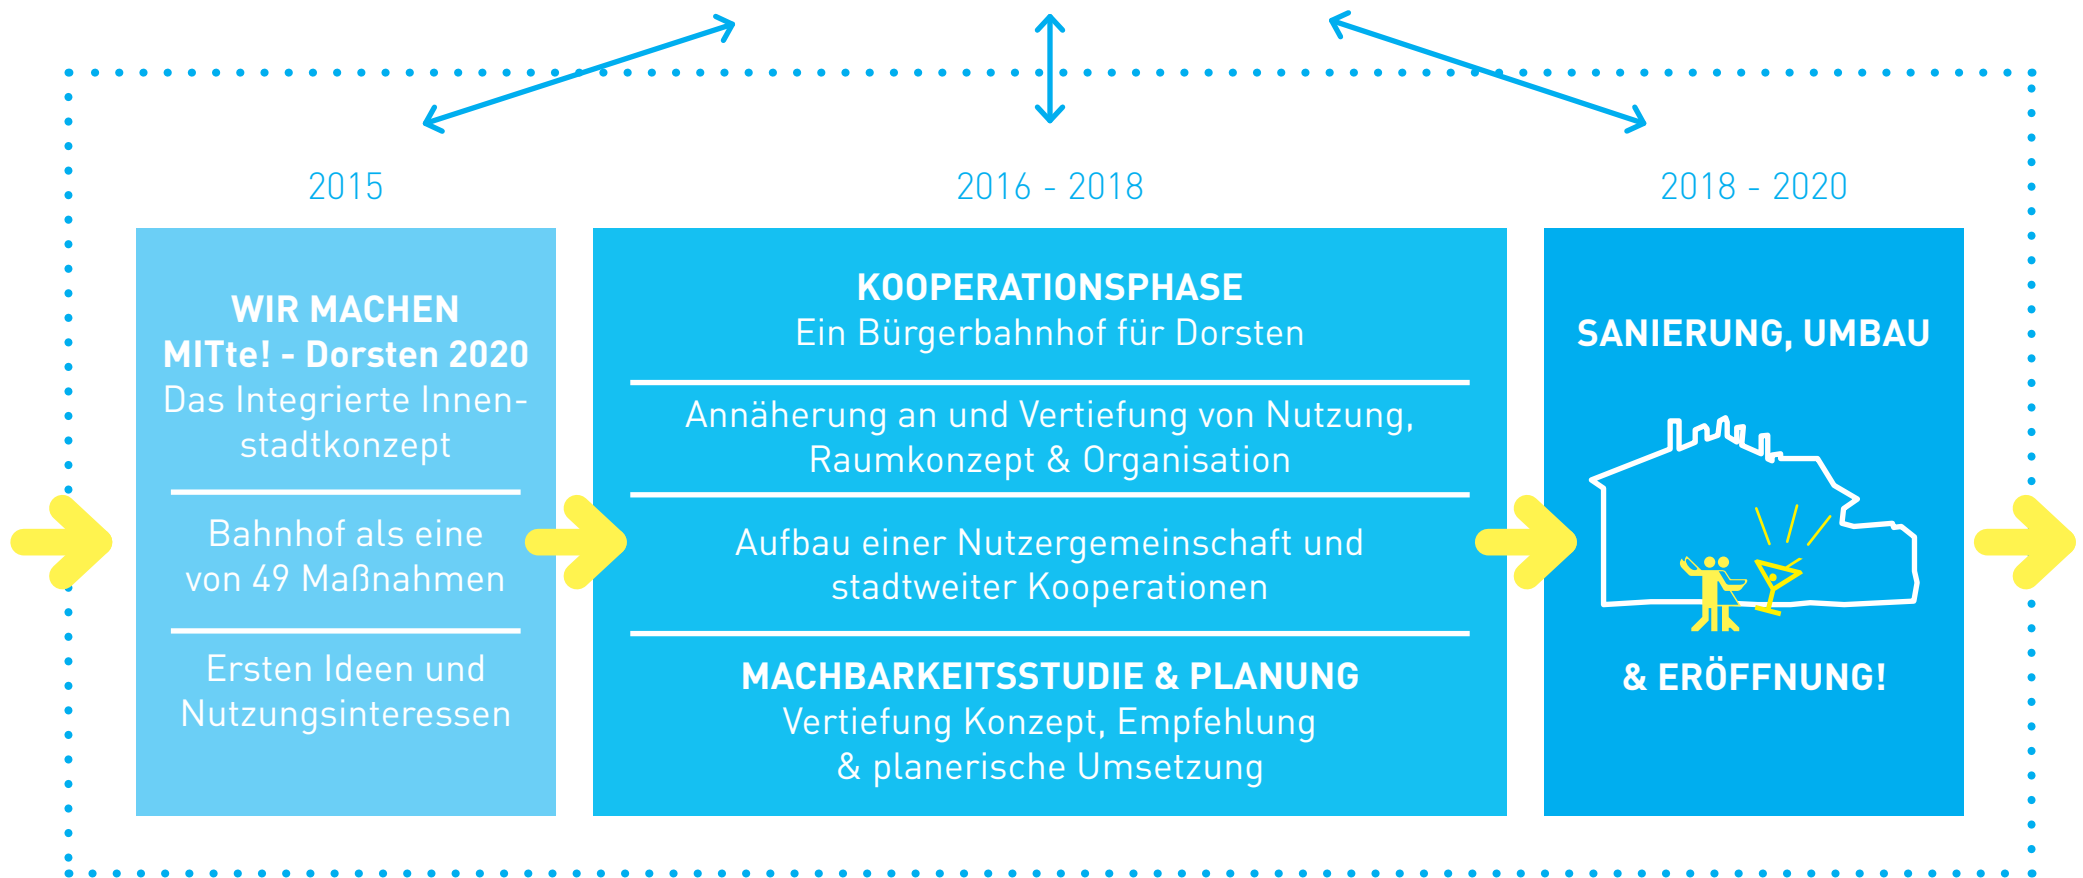 2015
WIR MACHEN
MITte! - Dorsten 2020
Das Integrierte Innen-
stadtkonzept
Bahnhof als eine
von 49 Maßnahmen
Ersten Ideen und
Nutzungsinteressen
2016 - 2018
KOOPERATIONSPHASE
Ein Bürgerbahnhof für Dorsten
Annäherung an und Vertiefung von Nutzung,
Raumkonzept & Organisation
Aufbau einer Nutzergemeinschaft und
stadtweiter Kooperationen
MACHBARKEITSSTUDIE & PLANUNG
Vertiefung Konzept, Empfehlung
& planerische Umsetzung
2018 - 2020
SANIERUNG, UMBAU
& ERÖFFNUNG!